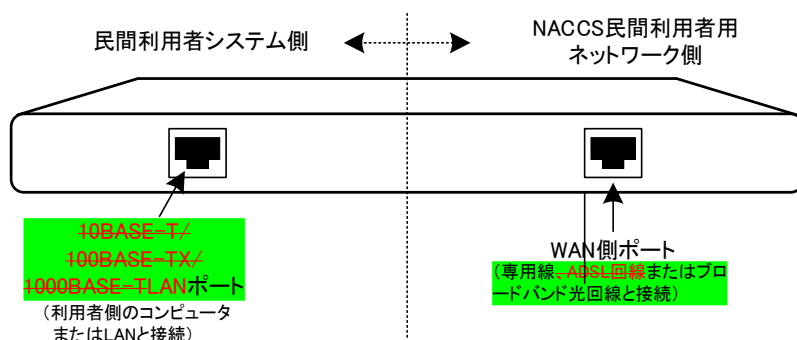 民間利用者システム側
NACCS民間利用者用
ネットワーク側
10BASE-T/
100BASE-TX/
1000BASE-TLANポート
(利用者側のコンピュータ
またはLANと接続)
WAN側ポート
(専用線、ADSL回線またはブロ
ードバンド光回線と接続)